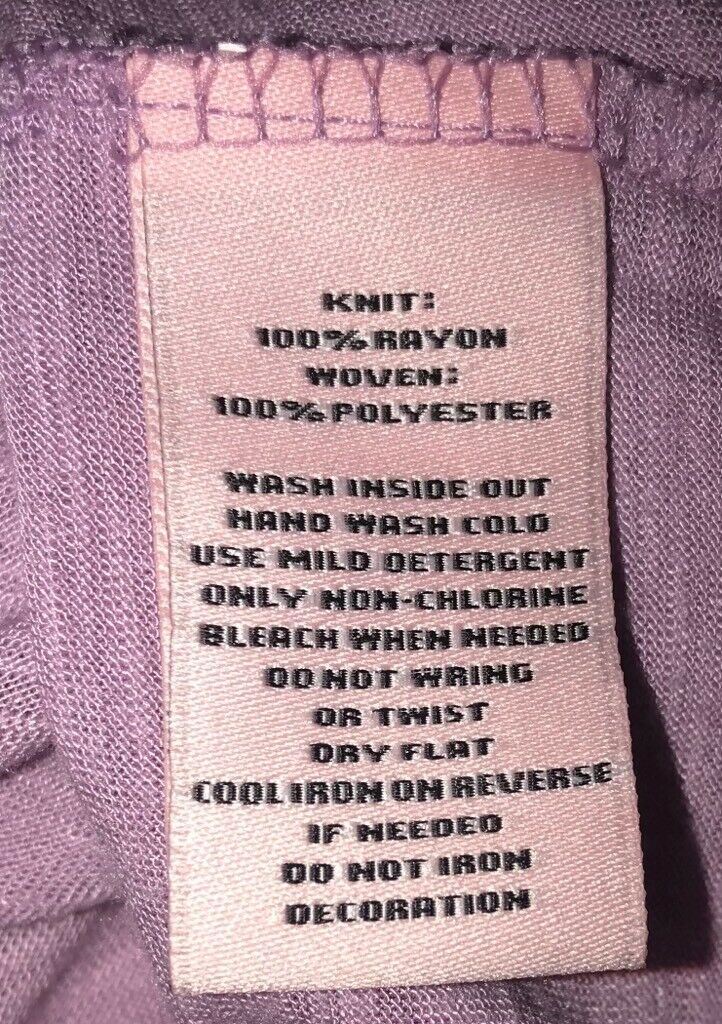 KNIT:
100% RAYON
WOVEN:
100% POLYESTER
WASH INSIDE OUT
HAND WASH COLD
USE MILD DETERGENT
ONLY NON-CHLORINE
BLEACH WHEN NEEDED
DO NOT WRING
OR TWIST
DRY FLAT
COOL IRON ON REVERSE
IF NEEDED
DO NOT IRON
DECORATION